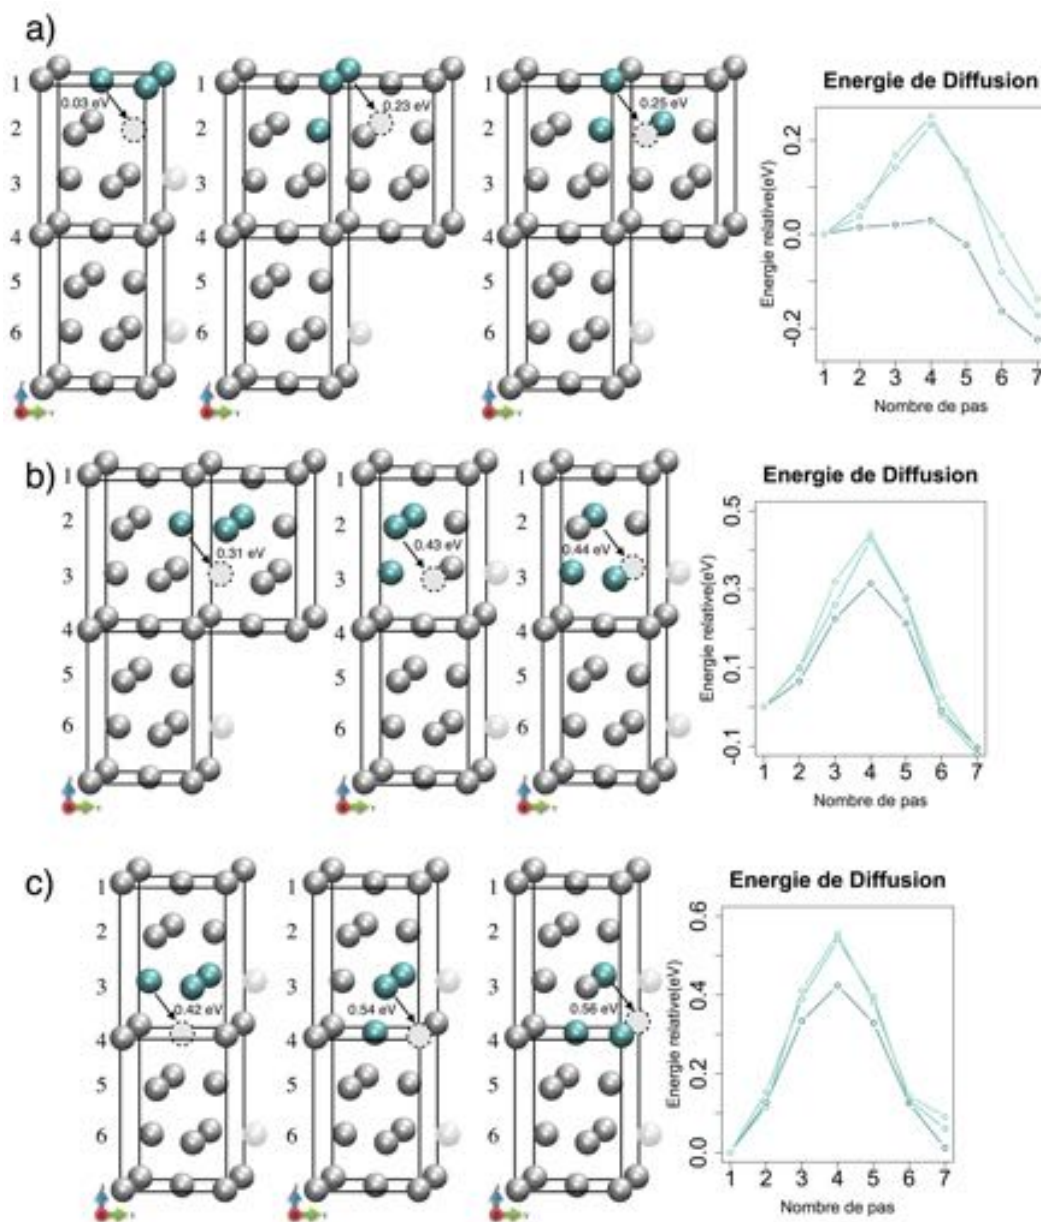 a)
1
0.03 eV
2
3
4
5
6
1
0.23 eV
2
3
4
5
6
1
0.25 eV
2
3
4
5
6
Energie de Diffusion
Energie relative(eV)
0.2
0.0
-0.2
1 2 3 4 5 6 7
Nombre de pas
b)
1
2
0.31 eV
3
4
5
6
1
2
0.43 eV
3
4
5
6
1
2
0.44 eV
3
4
5
6
Energie de Diffusion
Energie relative(eV)
0.5
0.3
0.1
-0.1
1 2 3 4 5 6 7
Nombre de pas
c)
1
2
3
0.42 eV
4
5
6
1
2
3
0.54 eV
4
5
6
1
2
3
0.56 eV
4
5
6
Energie de Diffusion
Energie relative(eV)
0.6
0.4
0.2
0.0
1 2 3 4 5 6 7
Nombre de pas